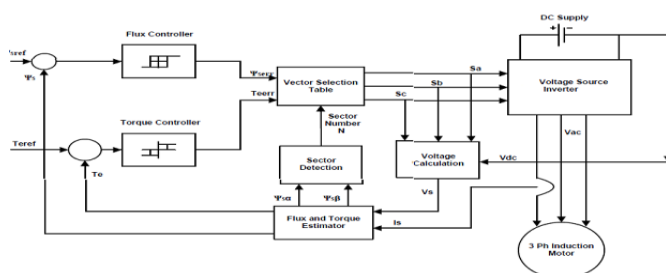 DC Supply
+ −
Flux Controller
Ψsref
Ψs
Ψserr
Teerr
Vector Selection
Table
Sa
Sb
Sc
Voltage Source
Inverter
Sector
Number
N
Torque Controller
Teref
Te
Sector
Detection
Voltage
Calculation
Vdc
Vac
Ψsα
Ψsβ
Vs
Flux and Torque
Estimator
Is
3 Ph Induction
Motor